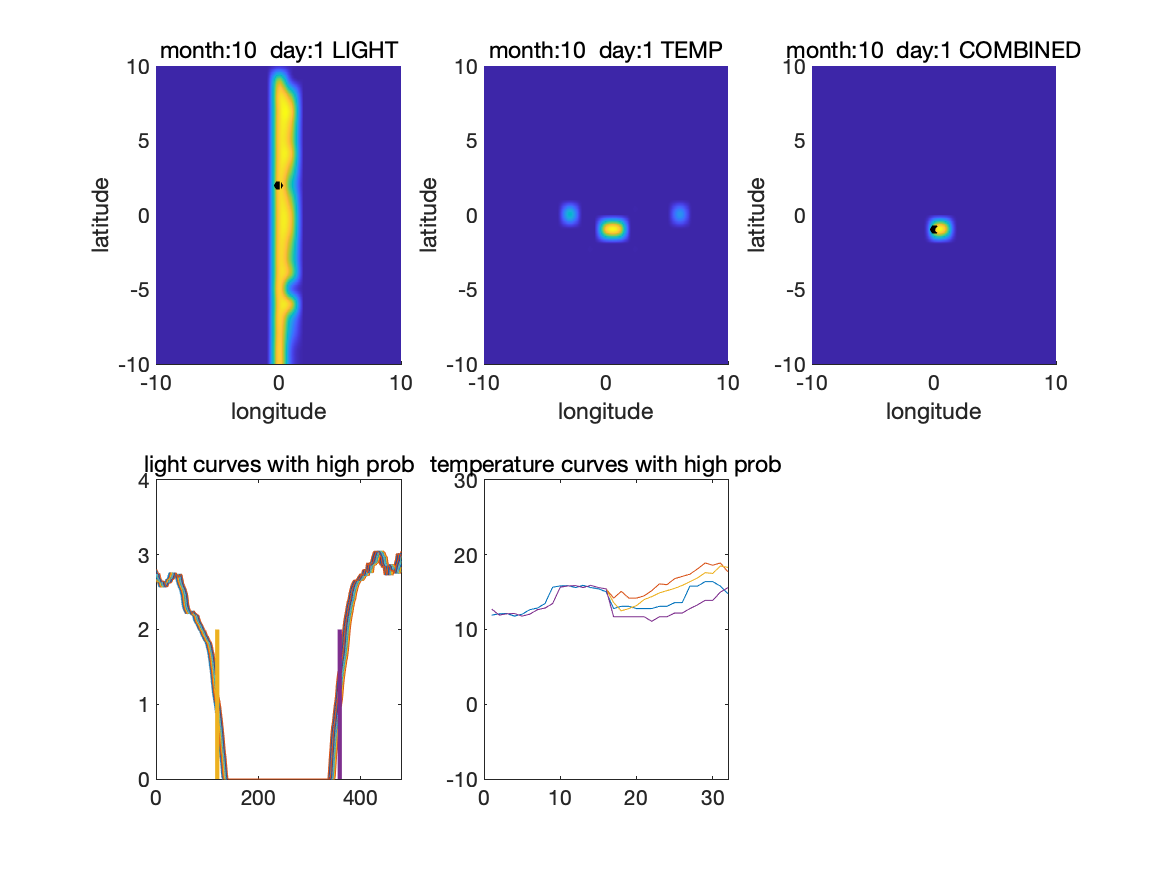 month:10 day:1 LIGHT
10
5
0
-5
-10
latitude
-10 0 10
longitude
month:10 day:1 TEMP
10
5
0
-5
-10
latitude
-10 0 10
longitude
month:10 day:1 COMBINED
10
5
0
-5
-10
latitude
-10 0 10
longitude
light curves with high prob
4
3
2
1
0
0 200 400
temperature curves with high prob
30
20
10
0
-10
0 10 20 30